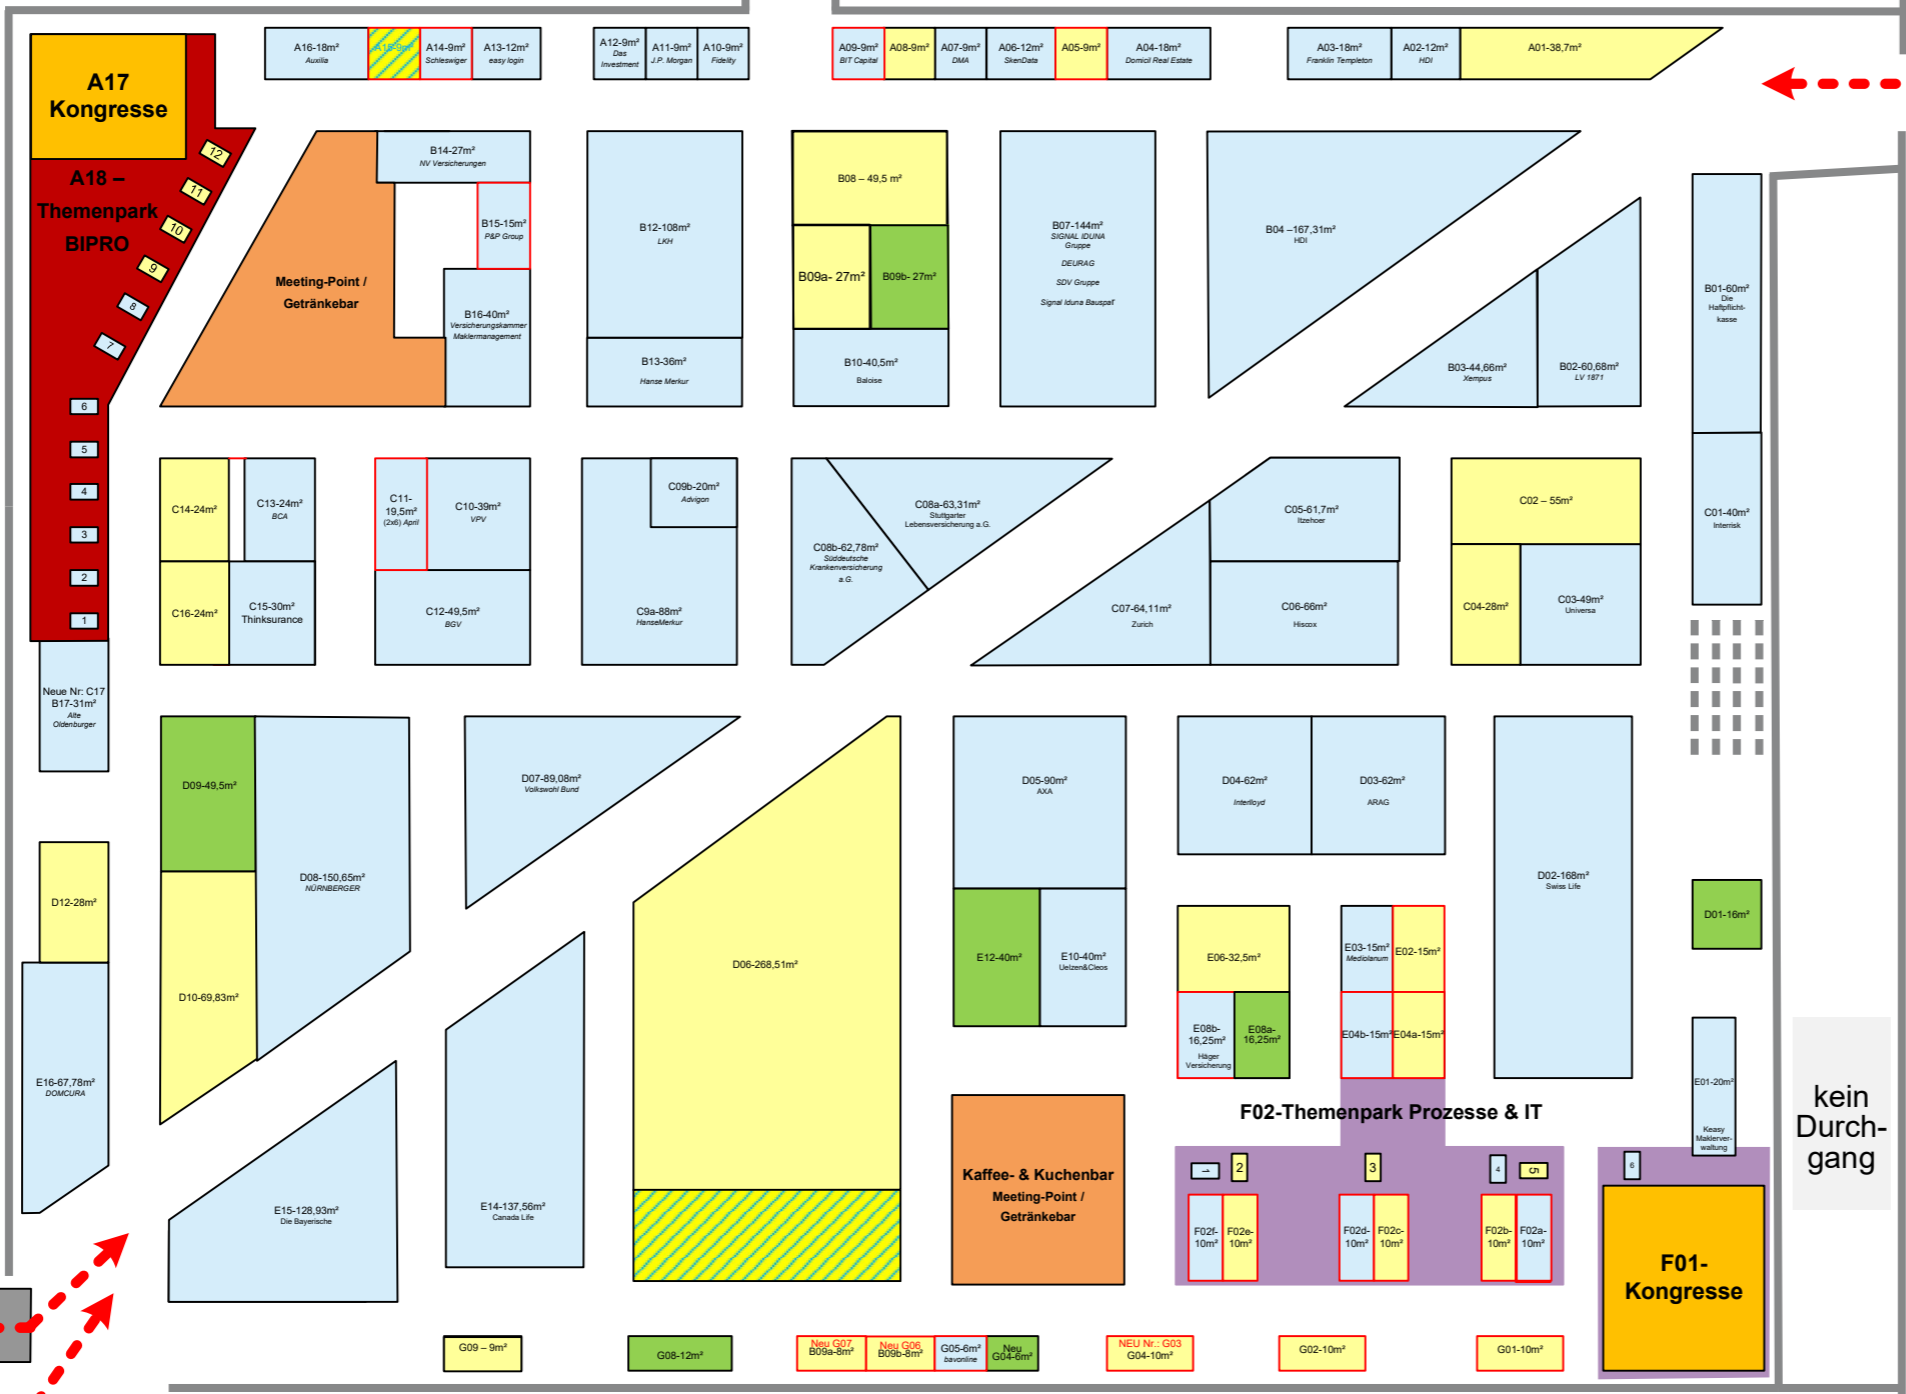 A16-18m²
Auxilia
A15-9m²
A14-9m²
Schleswiger
A13-12m²
easy login
A12-9m²
Das
Investment
A11-9m²
J.P. Morgan
A10-9m²
Fidelity
A09-9m²
BIT Capital
A08-9m²
A07-9m²
DMA
A06-12m²
SkenData
A05-9m²
A04-18m²
Domicil Real Estate
A03-18m²
Franklin Templeton
A02-12m²
HDI
A01-38,7m²
A17
Kongresse
A18 –
Themenpark
BIPRO
12
11
10
9
8
7
6
5
4
3
2
1
Meeting-Point /
Getränkebar
B14-27m²
NV Versicherungen
B15-15m²
P&P Group
B16-40m²
Versicherungskammer
Maklermanagement
B12-108m²
LKH
B13-36m²
Hanse Merkur
B08 – 49,5 m²
B09a- 27m²
B09b- 27m²
B10-40,5m²
Baloise
B07-144m²
SIGNAL IDUNA
Gruppe
DEURAG
SDV Gruppe
Signal Iduna Bauspaf
B04 –167,31m²
HDI
B03-44,66m²
Xempus
B02-60,68m²
LV 1871
B01-60m²
Die
Haftpflicht-
kasse
C14-24m²
C13-24m²
BCA
C16-24m²
C15-30m²
Thinksurance
C11-
19,5m²
(2x6) April
C10-39m²
VPV
C12-49,5m²
BGV
C09b-20m²
Advigon
C9a-88m²
HanseMerkur
C08a-63,31m²
Stuttgarter
Lebensversicherung a.G.
C08b-62,78m²
Süddeutsche
Krankenversicherung
a.G.
C07-64,11m²
Zurich
C05-61,7m²
Itzehoer
C06-66m²
Hiscox
C02 – 55m²
C04-28m²
C03-49m²
Universa
C01-40m²
Interrisk
Neue Nr: C17
B17-31m²
Alte
Oldenburger
D09-49,5m²
D08-150,65m²
NÜRNBERGER
D07-89,08m²
Volkswohl Bund
D06-268,51m²
D05-90m²
AXA
D04-62m²
Interlloyd
D03-62m²
ARAG
D02-168m²
Swiss Life
D01-16m²
D12-28m²
D10-69,83m²
E12-40m²
E10-40m²
Uelzen&Cleos
E06-32,5m²
E08b-
16,25m²
Häger
Versicherung
E08a-
16,25m²
E03-15m²
Mediolanum
E02-15m²
E04b-15m²
E04a-15m²
E16-67,78m²
DOMCURA
E15-128,93m²
Die Bayerische
E14-137,56m²
Canada Life
E01-20m²
Keasy
Maklerver-
waltung
kein
Durch-
gang
F02-Themenpark Prozesse & IT
Kaffee- & Kuchenbar
Meeting-Point /
Getränkebar
1
2
3
4
5
6
F02f-
10m²
F02e-
10m²
F02d-
10m²
F02c-
10m²
F02b-
10m²
F02a-
10m²
F01-
Kongresse
G09 – 9m²
G08-12m²
Neu G07
B09a-8m²
Neu G06
B09b-8m²
G05-6m²
bavonline
Neu
G04-6m²
NEU Nr.: G03
G04-10m²
G02-10m²
G01-10m²